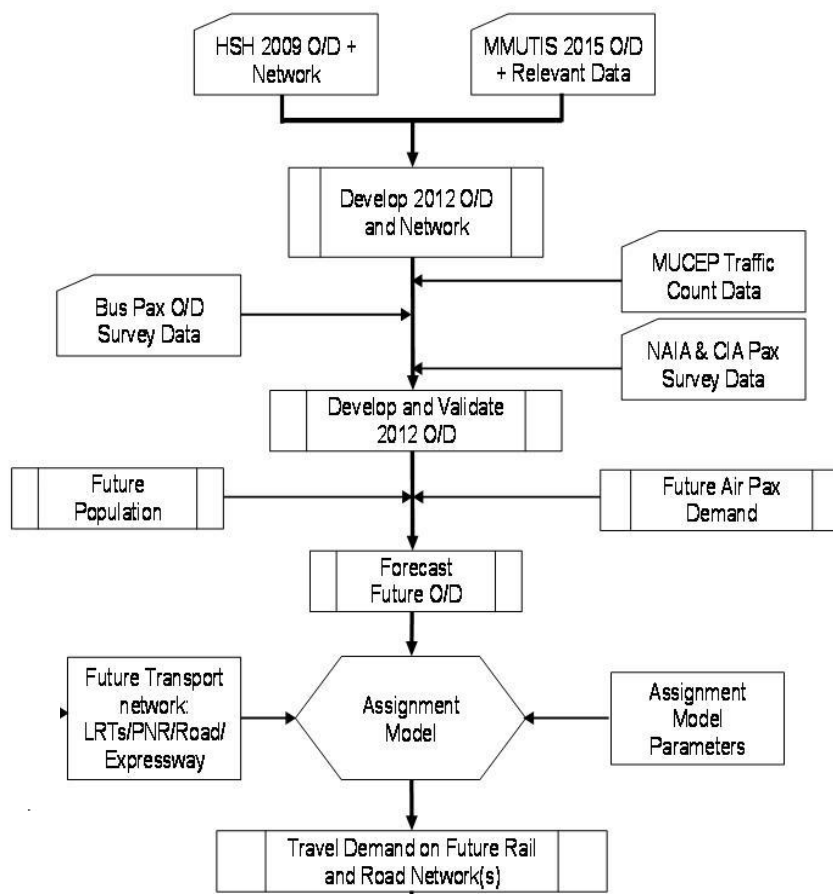 HSH 2009 O/D +
Network
MMUTIS 2015 O/D
+ Relevant Data
Develop 2012 O/D
and Network
MUCEP Traffic
Count Data
Bus Pax O/D
Survey Data
NAIA & CIA Pax
Survey Data
Develop and Validate
2012 O/D
Future
Population
Future Air Pax
Demand
Forecast
Future O/D
Future Transport
network:
LRTs/PNR/Road/
Expressway
Assignment
Model
Assignment
Model
Parameters
Travel Demand on Future Rail
and Road Network(s)